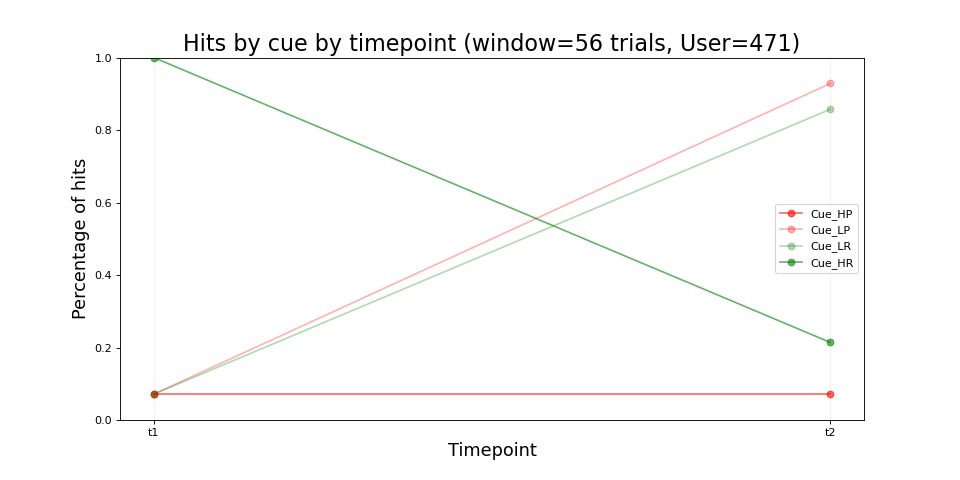 Hits by cue by timepoint (window=56 trials, User=471)
Percentage of hits
1.0
0.8
0.6
0.4
0.2
0.0
Cue_HP
Cue_LP
Cue_LR
Cue_HR
t1
t2
Timepoint